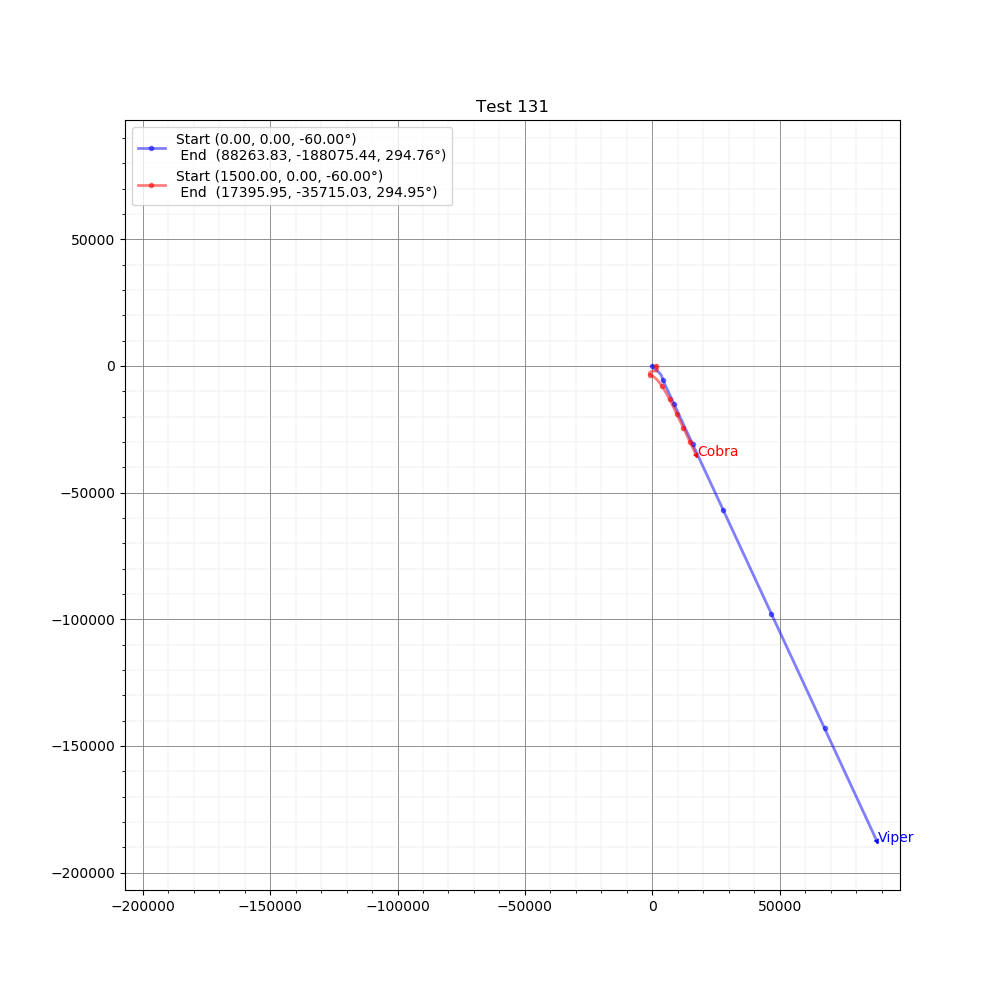 Test 131
Start (0.00, 0.00, -60.00°)
End (88263.83, -188075.44, 294.76°)
Start (1500.00, 0.00, -60.00°)
End (17395.95, -35715.03, 294.95°)
50000
0
−50000
−100000
−150000
−200000
Cobra
Viper
−200000 −150000 −100000 −50000 0 50000